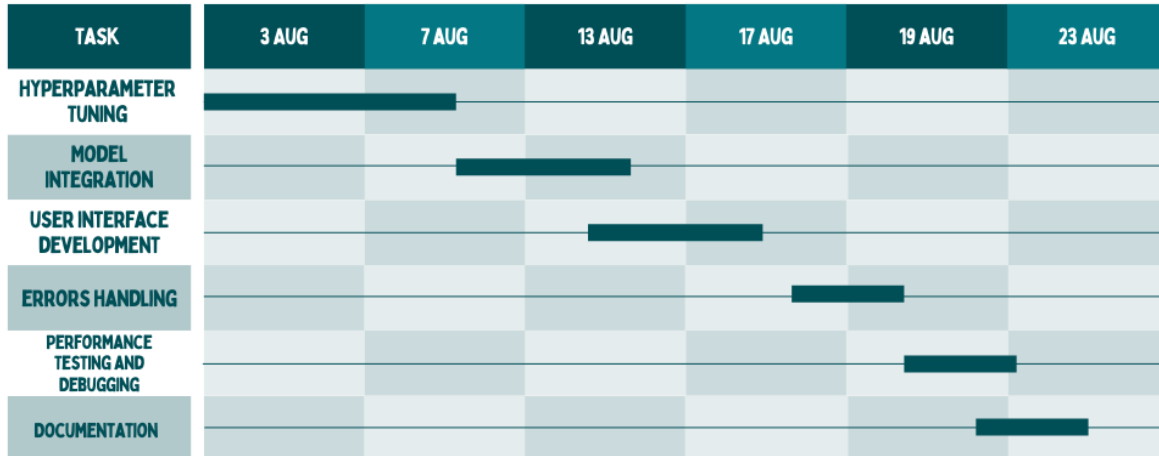 TASK
3 AUG
7 AUG
13 AUG
17 AUG
19 AUG
23 AUG
HYPERPARAMETER
TUNING
MODEL
INTEGRATION
USER INTERFACE
DEVELOPMENT
ERRORS HANDLING
PERFORMANCE
TESTING AND
DEBUGGING
DOCUMENTATION